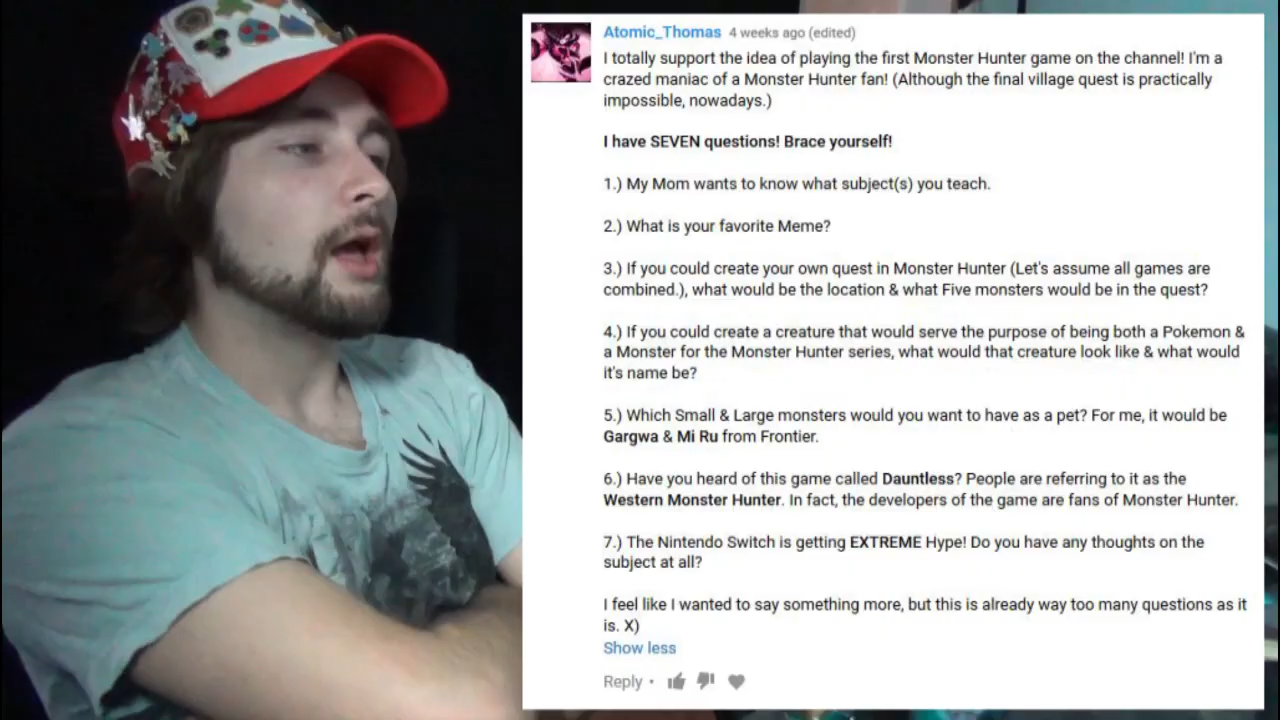 Atomic_Thomas 4 weeks ago (edited)
I totally support the idea of playing the first Monster Hunter game on the channel! I'm a
crazed maniac of a Monster Hunter fan! (Although the final village quest is practically
impossible, nowadays.)
I have SEVEN questions! Brace yourself!
1.) My Mom wants to know what subject(s) you teach.
2.) What is your favorite Meme?
3.) If you could create your own quest in Monster Hunter (Let's assume all games are
combined.), what would be the location & what Five monsters would be in the quest?
4.) If you could create a creature that would serve the purpose of being both a Pokemon &
a Monster for the Monster Hunter series, what would that creature look like & what would
it's name be?
5.) Which Small & Large monsters would you want to have as a pet? For me, it would be
Gargwa & Mi Ru from Frontier.
6.) Have you heard of this game called Dauntless? People are referring to it as the
Western Monster Hunter. In fact, the developers of the game are fans of Monster Hunter.
7.) The Nintendo Switch is getting EXTREME Hype! Do you have any thoughts on the
subject at all?
I feel like I wanted to say something more, but this is already way too many questions as it
is. X)
Show less
Reply •